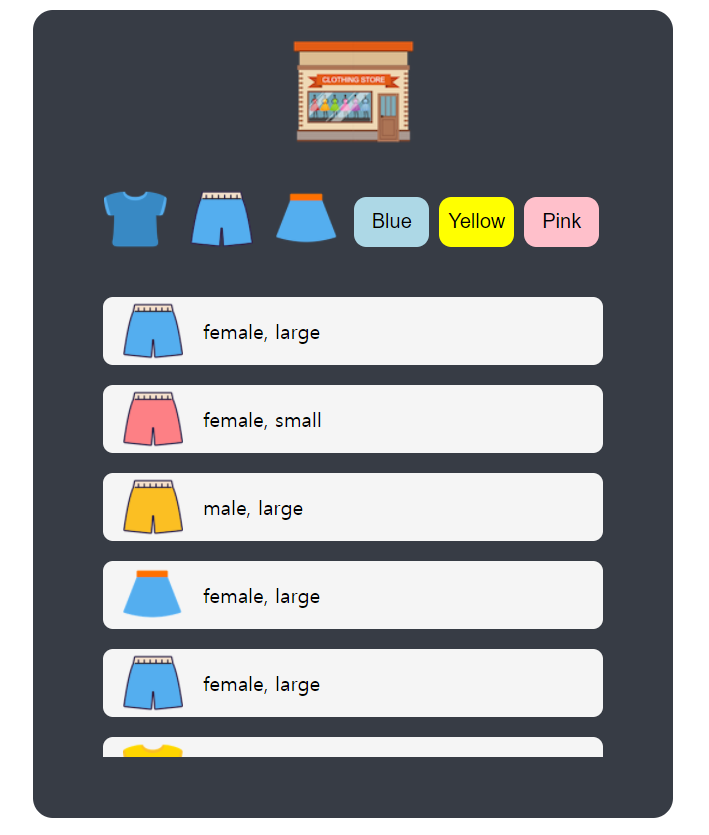 CLOTHING STORE
Blue
Yellow
Pink
female, large
female, small
male, large
female, large
female, large